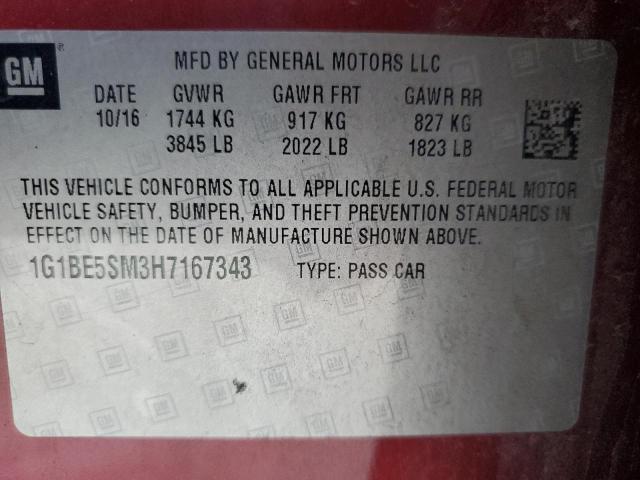 GM ® MFD BY GENERAL MOTORS LLC
DATE GVWR GAWR FRT GAWR RR
10/16 1744 KG 917 KG 827 KG
3845 LB 2022 LB 1823 LB
THIS VEHICLE CONFORMS TO ALL APPLICABLE U.S. FEDERAL MOTOR
VEHICLE SAFETY, BUMPER, AND THEFT PREVENTION STANDARDS IN
EFFECT ON THE DATE OF MANUFACTURE SHOWN ABOVE.
1G1BE5SM3H7167343 TYPE: PASS CAR